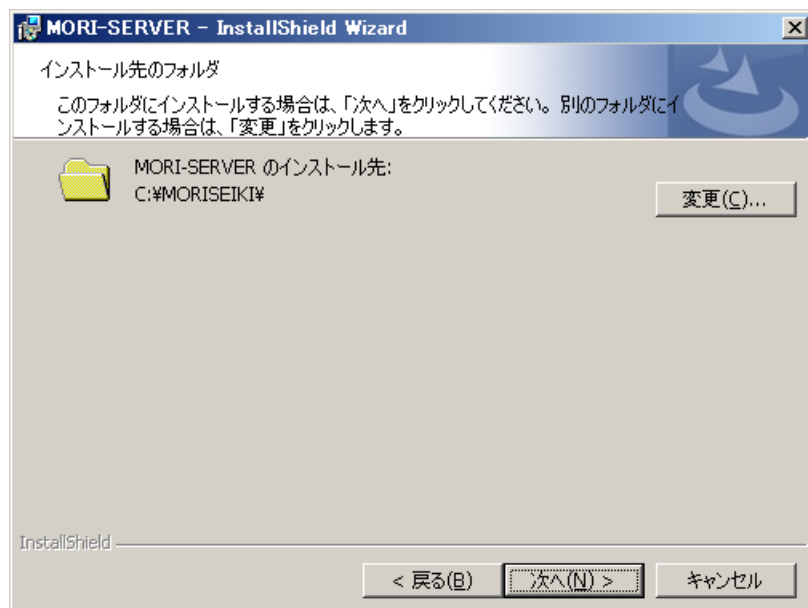 MORI-SERVER - InstallShield Wizard
インストール先のフォルダ
このフォルダにインストールする場合は、「次へ」をクリックしてください。別のフォルダにイ
ンストールする場合は、「変更」をクリックします。
MORI-SERVER のインストール先:
C:¥MORISEIKI¥
変更(C)...
InstallShield
< 戻る(B)
次へ(N) >
キャンセル